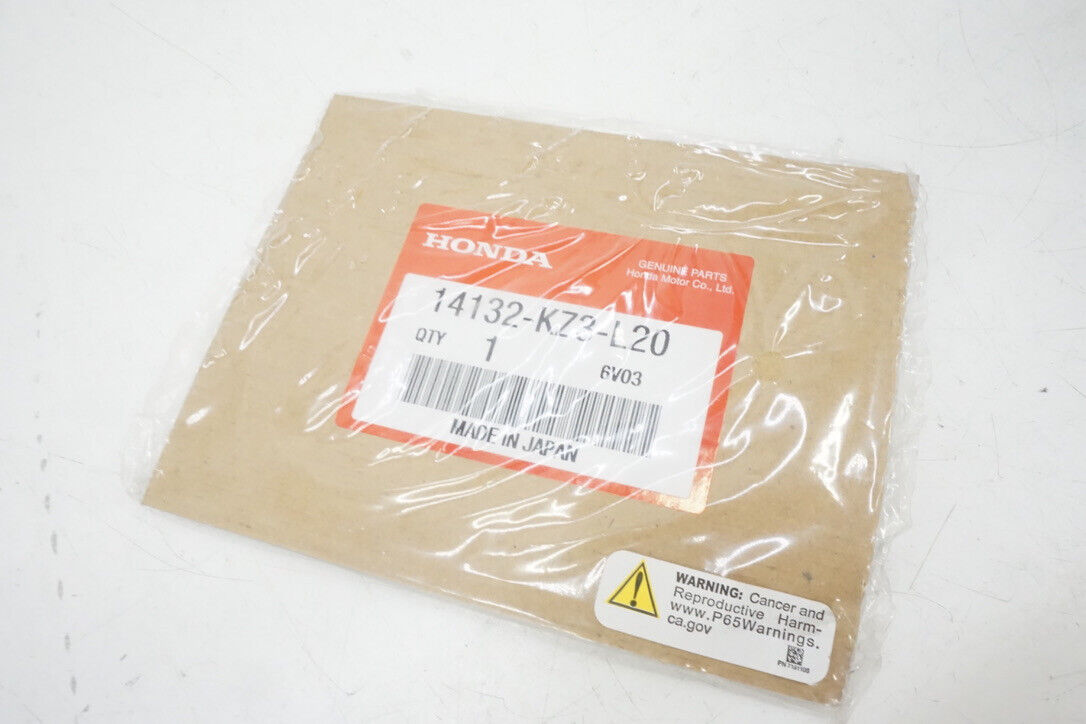 HONDA
GENUINE PARTS
Honda Motor Co., Ltd.
14132-KZ3-L20
QTY 1
6V03
MADE IN JAPAN
WARNING: Cancer and
Reproductive Harm-
www.P65Warnings.
ca.gov